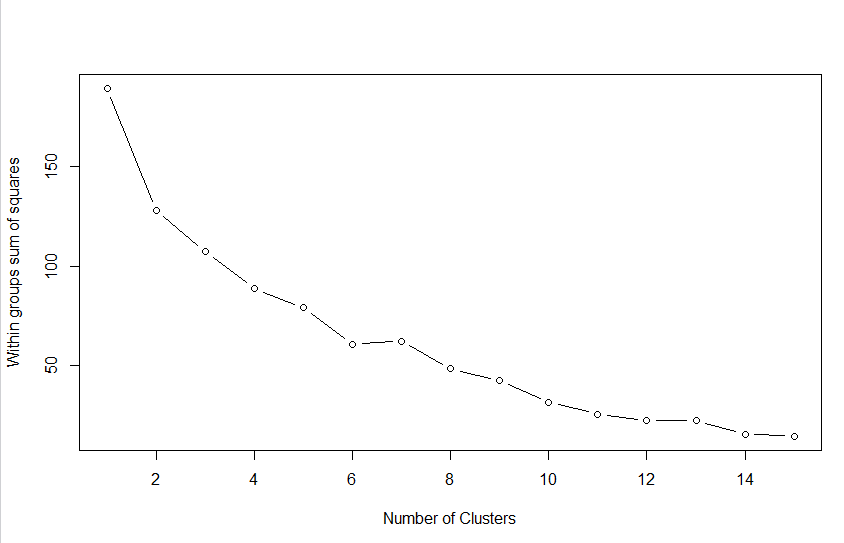 Within groups sum of squares
150
100
50
2 4 6 8 10 12 14
Number of Clusters